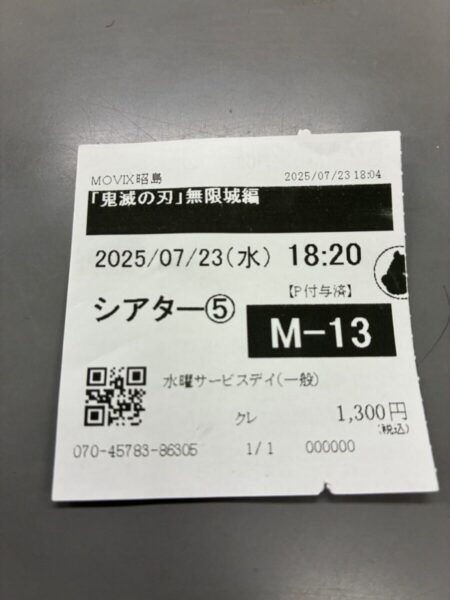 MOVIX昭島 2025/07/23 18:04
「鬼滅の刃」無限城編
2025/07/23(水) 18:20
【P付与済】
シアター⑤ M-13
水曜サービスデイ(一般)
クレ 1,300円
(税込)
070-45783-86305 1/1 000000